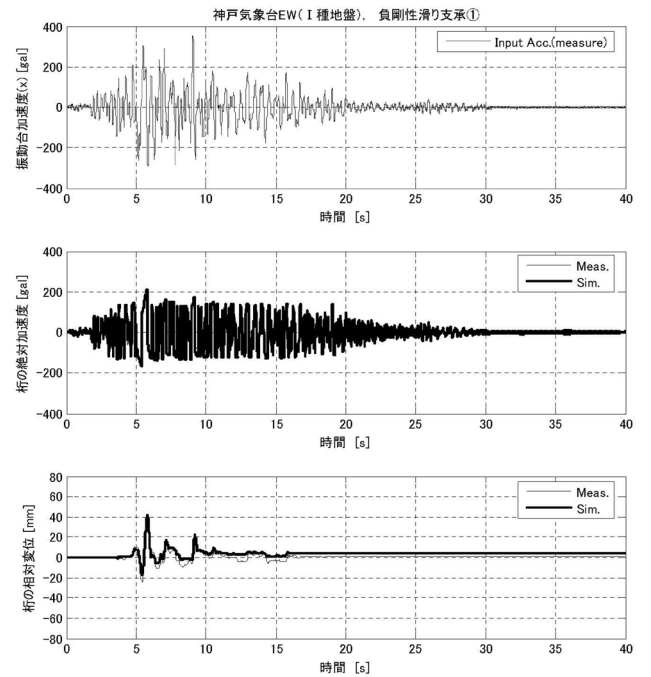 神戸気象台EW(Ⅰ種地盤), 負剛性滑り支承①
振動台加速度(x) [gal]
400
200
0
-200
-400
Input Acc.(measure)
0 5 10 15 20 25 30 35 40
時間 [s]
桁の絶対加速度 [gal]
400
200
0
-200
-400
Meas.
Sim.
0 5 10 15 20 25 30 35 40
時間 [s]
桁の相対変位 [mm]
80
60
40
20
0
-20
-40
-60
-80
Meas.
Sim.
0 5 10 15 20 25 30 35 40
時間 [s]